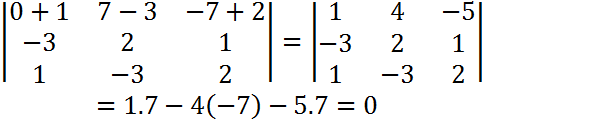 |0 + 1 7 − 3 −7 + 2| |1 4 −5|
|−3 2 1| = |−3 2 1|
|1 −3 2| |1 −3 2|
= 1.7 − 4(−7) − 5.7 = 0